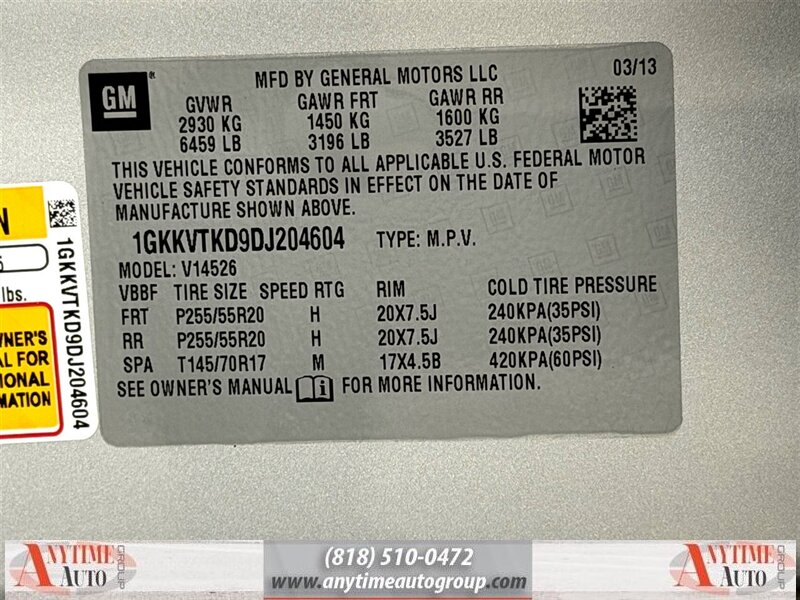 GM
MFD BY GENERAL MOTORS LLC
03/13
GVWR GAWR FRT GAWR RR
2930 KG 1450 KG 1600 KG
6459 LB 3196 LB 3527 LB
THIS VEHICLE CONFORMS TO ALL APPLICABLE U.S. FEDERAL MOTOR
VEHICLE SAFETY STANDARDS IN EFFECT ON THE DATE OF
MANUFACTURE SHOWN ABOVE.
1GKKVTKD9DJ204604 TYPE: M.P.V.
MODEL: V14526
VBBF TIRE SIZE SPEED RTG RIM COLD TIRE PRESSURE
FRT P255/55R20 H 20X7.5J 240KPA(35PSI)
RR P255/55R20 H 20X7.5J 240KPA(35PSI)
SPA T145/70R17 M 17X4.5B 420KPA(60PSI)
SEE OWNER'S MANUAL i FOR MORE INFORMATION.
N
lbs.
WNER'S
AL FOR
IONAL
MATION
1GKKVTKD9DJ204604
ANYTIME
AUTO
GROUP
(818) 510-0472
www.anytimeautogroup.com
ANYTIME
AUTO
GROUP